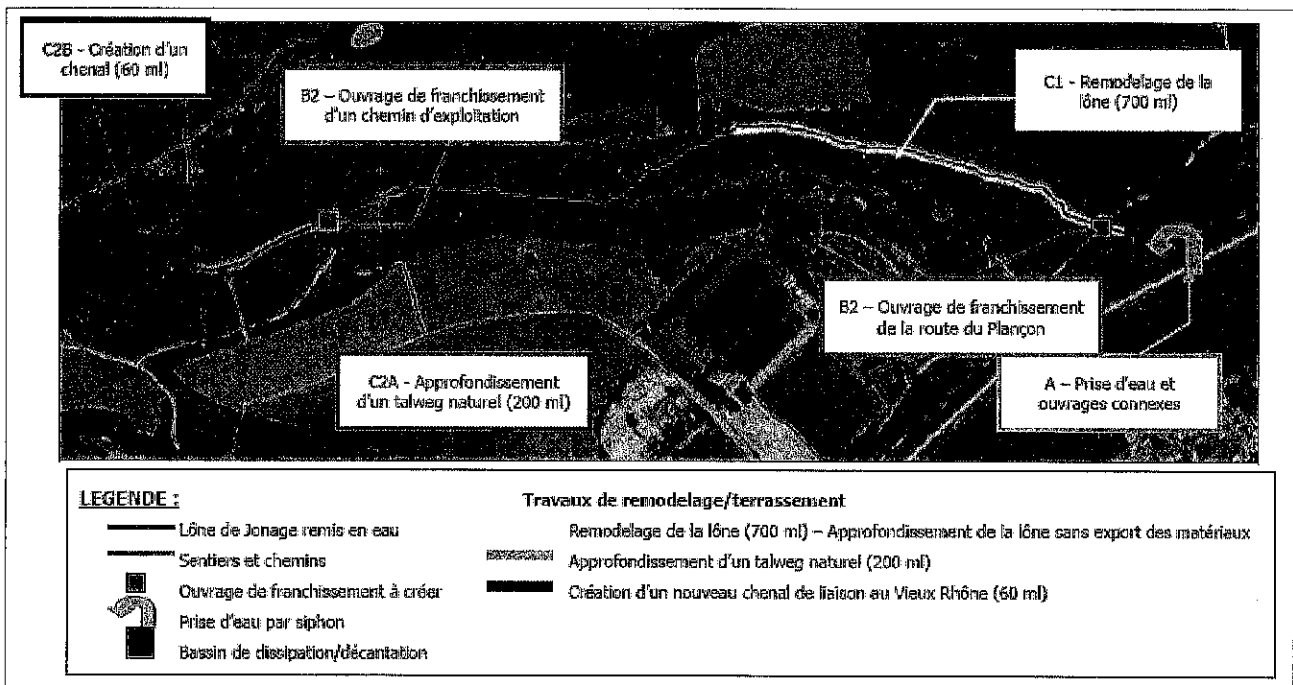 C2B - Création d'un
chenal (60 ml)
B2 – Ouvrage de franchissement
d'un chemin d'exploitation
C1 - Remodelage de la
lône (700 ml)
B2 – Ouvrage de franchissement
de la route du Plançon
C2A - Approfondissement
d'un talweg naturel (200 ml)
A – Prise d'eau et
ouvrages connexes
LEGENDE :
Lône de Jonage remis en eau
Sentiers et chemins
Ouvrage de franchissement à créer
Prise d'eau par siphon
Bassin de dissipation/décantation
Travaux de remodelage/terrassement
Remodelage de la lône (700 ml) – Approfondissement de la lône sans export des matériaux
Approfondissement d'un talweg naturel (200 ml)
Création d'un nouveau chenal de liaison au Vieux Rhône (60 ml)